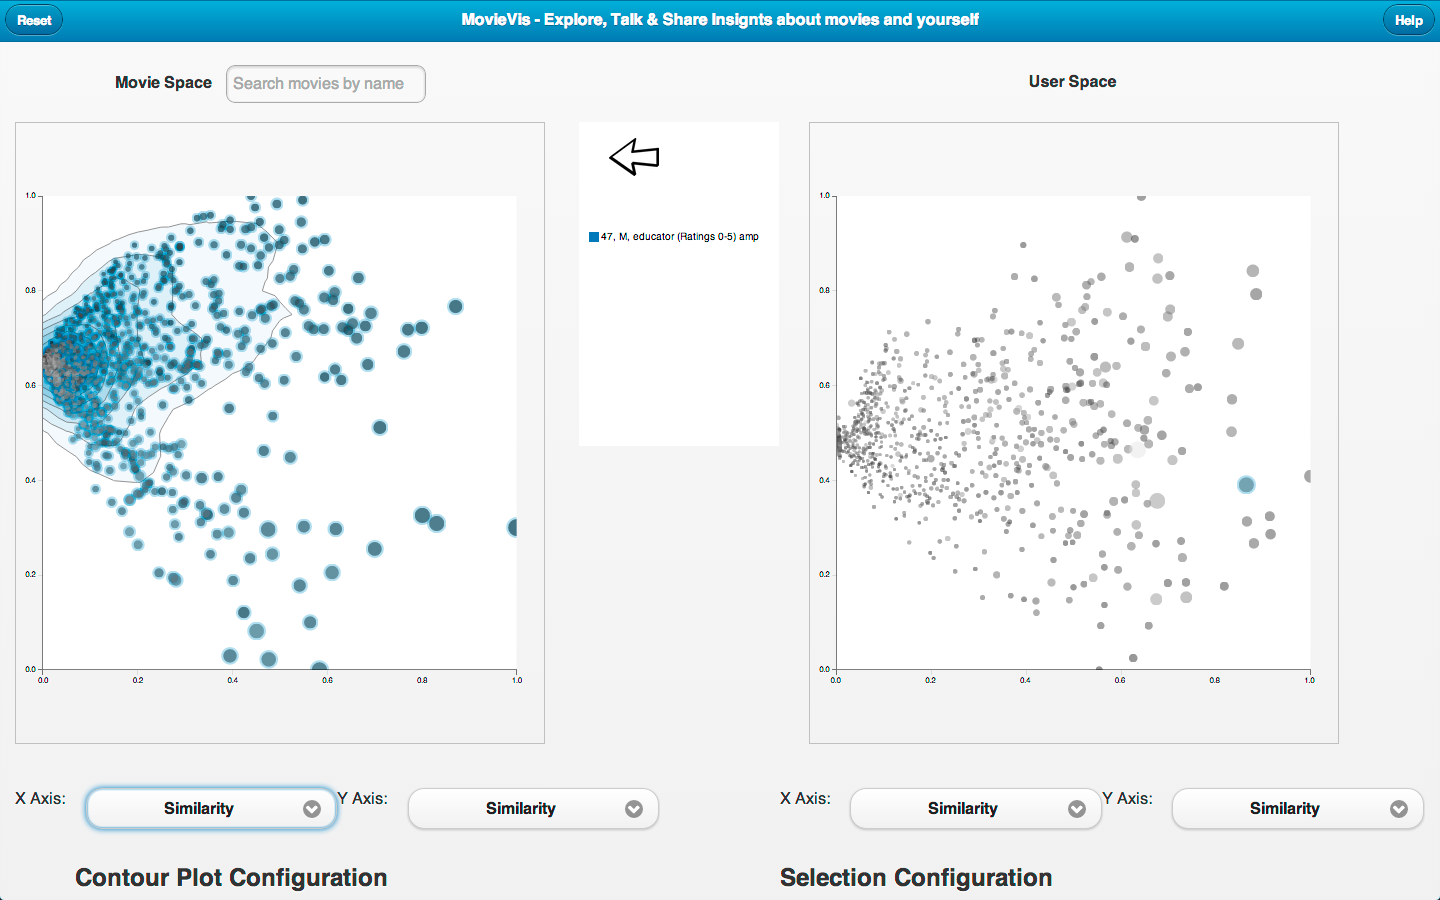 Reset
MovieVis - Explore, Talk & Share Insignts about movies and yourself
Help
Movie Space
Search movies by name
User Space
47, M, educator (Ratings 0-5) amp
1.0
0.8
0.6
0.4
0.2
0.0
0.0 0.2 0.4 0.6 0.8 1.0
1.0
0.8
0.6
0.4
0.2
0.0
0.0 0.2 0.4 0.6 0.8 1.0
X Axis:
Similarity
Y Axis:
Similarity
X Axis:
Similarity
Y Axis:
Similarity
Contour Plot Configuration
Selection Configuration